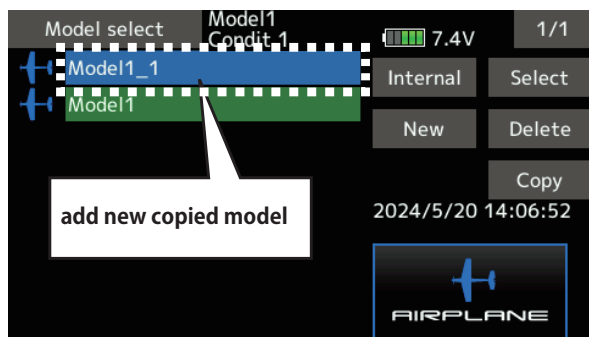 Model select
Model1
Condit 1
7.4V
1/1
Model1_1
Internal
Select
Model1
New
Delete
Copy
add new copied model
2024/5/20 14:06:52
AIRPLANE